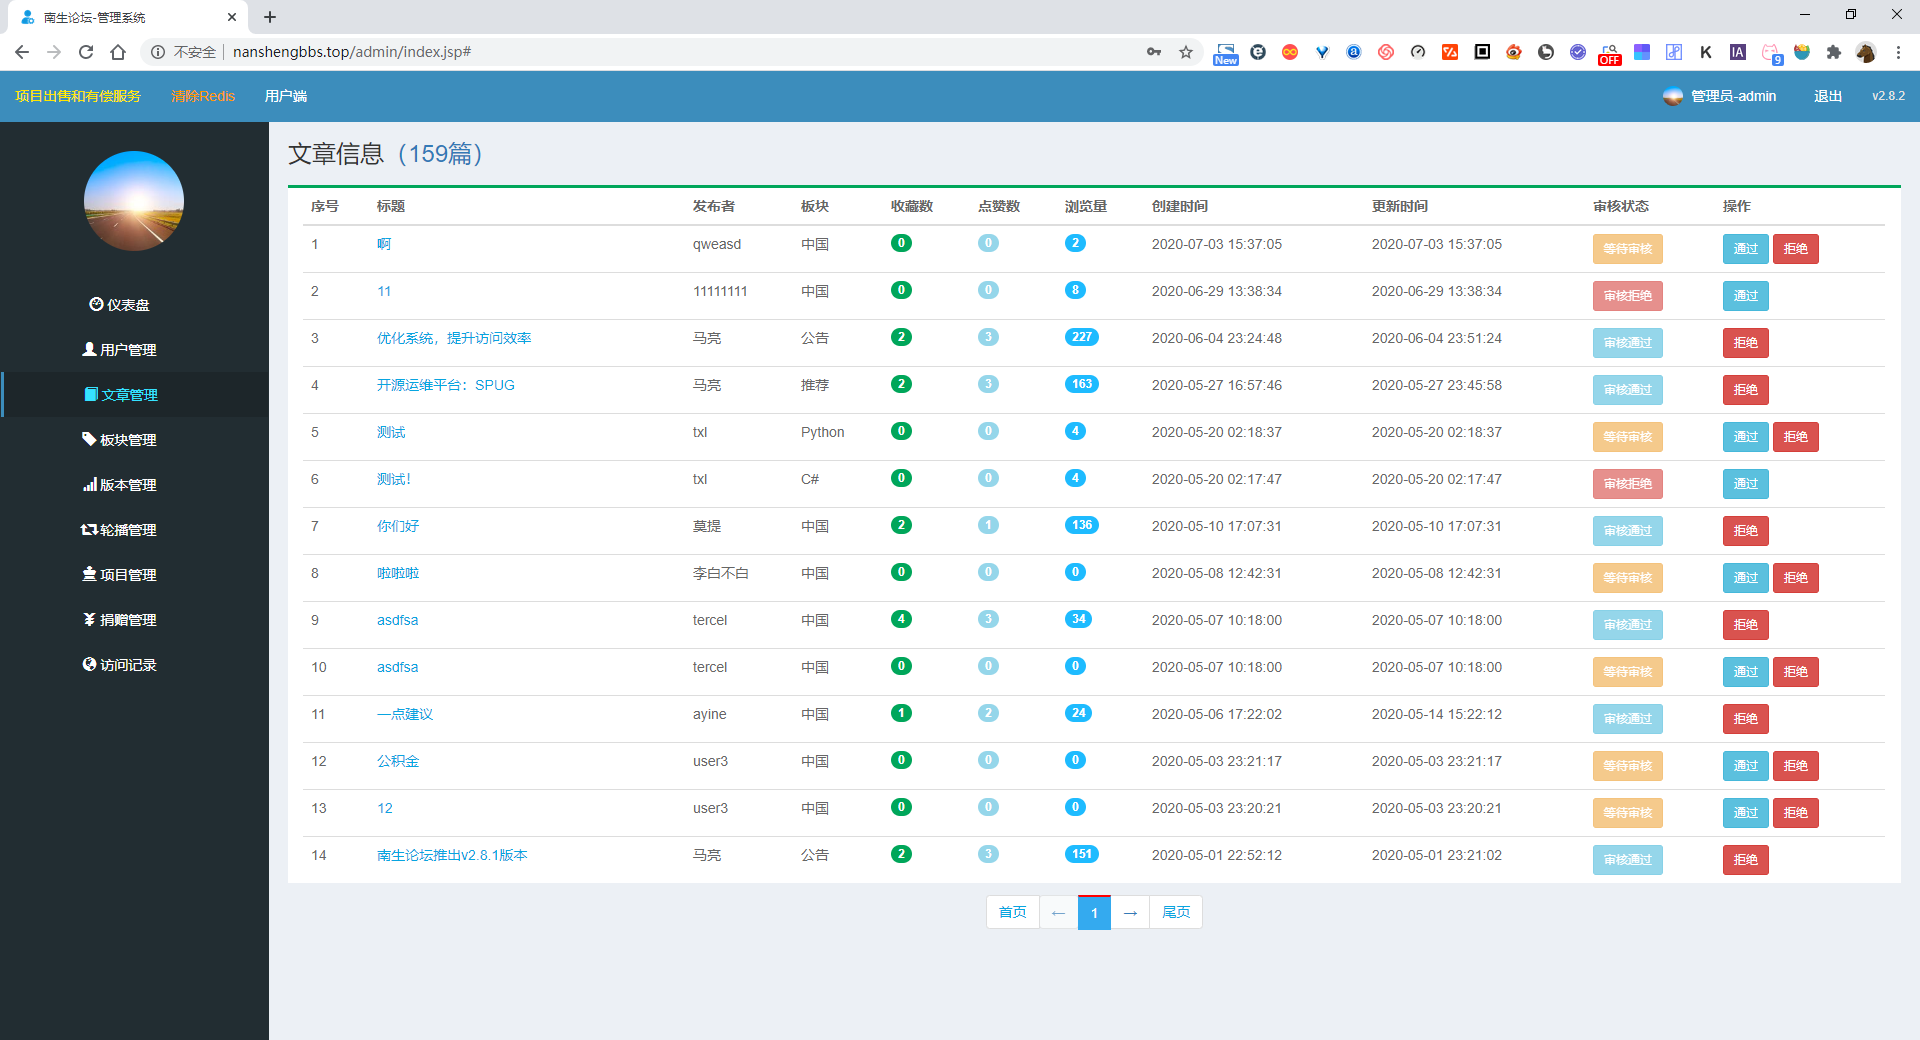 南生论坛-管理系统
不安全 nanshengbbs.top/admin/index.jsp#
New OFF K IA 9
项目出售和有偿服务 清除Redis 用户端 管理员-admin 退出 v2.8.2
仪表盘
用户管理
文章管理
板块管理
版本管理
轮播管理
项目管理
捐赠管理
访问记录
文章信息（159篇）
序号 标题 发布者 板块 收藏数 点赞数 浏览量 创建时间 更新时间 审核状态 操作
1 啊 qweasd 中国 0 0 2 2020-07-03 15:37:05 2020-07-03 15:37:05 等待审核 通过 拒绝
2 11 11111111 中国 0 0 8 2020-06-29 13:38:34 2020-06-29 13:38:34 审核拒绝 通过
3 优化系统，提升访问效率 马亮 公告 2 3 227 2020-06-04 23:24:48 2020-06-04 23:51:24 审核通过 拒绝
4 开源运维平台：SPUG 马亮 推荐 2 3 163 2020-05-27 16:57:46 2020-05-27 23:45:58 审核通过 拒绝
5 测试 txl Python 0 0 4 2020-05-20 02:18:37 2020-05-20 02:18:37 等待审核 通过 拒绝
6 测试！ txl C# 0 0 4 2020-05-20 02:17:47 2020-05-20 02:17:47 审核拒绝 通过
7 你们好 莫提 中国 2 1 136 2020-05-10 17:07:31 2020-05-10 17:07:31 审核通过 拒绝
8 啦啦啦 李白不白 中国 0 0 0 2020-05-08 12:42:31 2020-05-08 12:42:31 等待审核 通过 拒绝
9 asdfsa tercel 中国 4 3 34 2020-05-07 10:18:00 2020-05-07 10:18:00 审核通过 拒绝
10 asdfsa tercel 中国 0 0 0 2020-05-07 10:18:00 2020-05-07 10:18:00 等待审核 通过 拒绝
11 一点建议 ayine 中国 1 2 24 2020-05-06 17:22:02 2020-05-14 15:22:12 审核通过 拒绝
12 公积金 user3 中国 0 0 0 2020-05-03 23:21:17 2020-05-03 23:21:17 等待审核 通过 拒绝
13 12 user3 中国 0 0 0 2020-05-03 23:20:21 2020-05-03 23:20:21 等待审核 通过 拒绝
14 南生论坛推出v2.8.1版本 马亮 公告 2 3 151 2020-05-01 22:52:12 2020-05-01 23:21:02 审核通过 拒绝
首页 ← 1 → 尾页